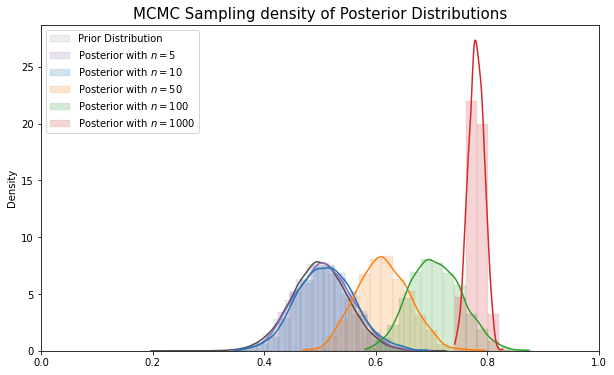 MCMC Sampling density of Posterior Distributions
Prior Distribution
Posterior with n = 5
Posterior with n = 10
Posterior with n = 50
Posterior with n = 100
Posterior with n = 1000
Density
25
20
15
10
5
0
0.0 0.2 0.4 0.6 0.8 1.0